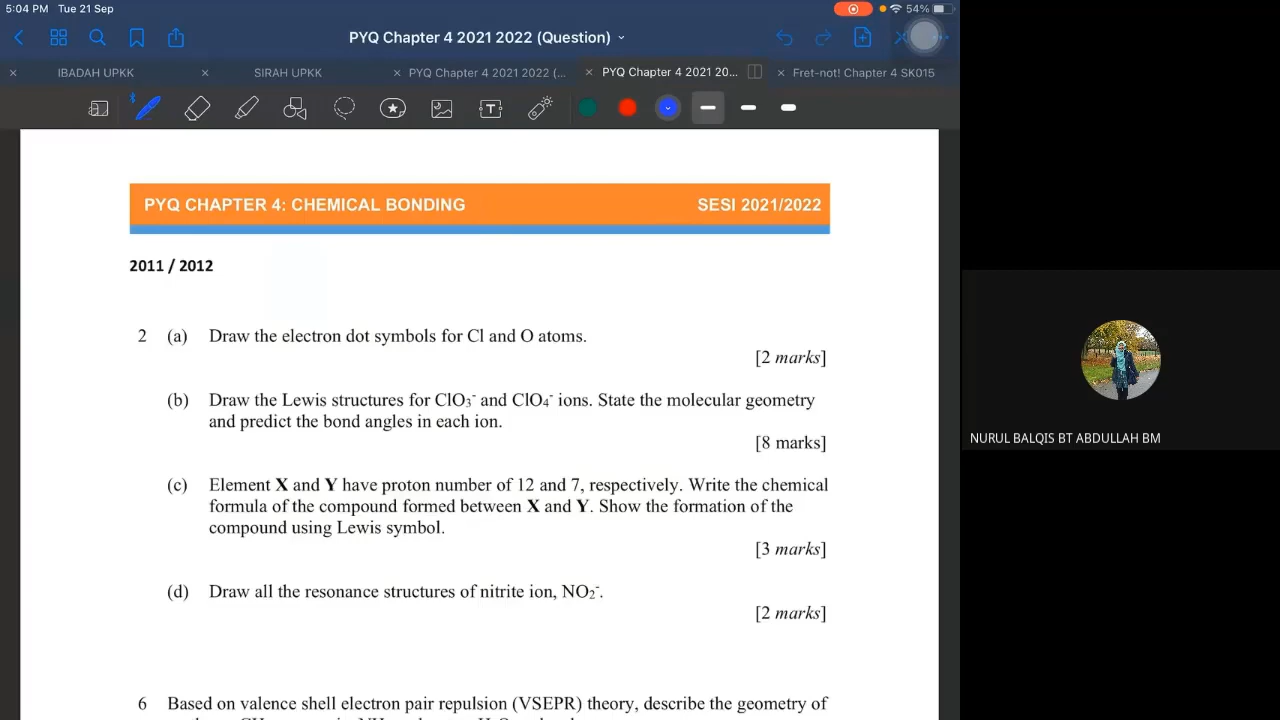 5:04 PM Tue 21 Sep
54%
PYQ Chapter 4 2021 2022 (Question)
IBADAH UPKK
SIRAH UPKK
PYQ Chapter 4 2021 2022 (...
PYQ Chapter 4 2021 20...
Fret-not! Chapter 4 SK015
PYQ CHAPTER 4: CHEMICAL BONDING SESI 2021/2022
2011 / 2012
2 (a) Draw the electron dot symbols for Cl and O atoms.
[2 marks]
(b) Draw the Lewis structures for ClO₃⁻ and ClO₄⁻ ions. State the molecular geometry
and predict the bond angles in each ion.
[8 marks]
(c) Element X and Y have proton number of 12 and 7, respectively. Write the chemical
formula of the compound formed between X and Y. Show the formation of the
compound using Lewis symbol.
[3 marks]
(d) Draw all the resonance structures of nitrite ion, NO₂⁻.
[2 marks]
6 Based on valence shell electron pair repulsion (VSEPR) theory, describe the geometry of
NURUL BALQIS BT ABDULLAH BM